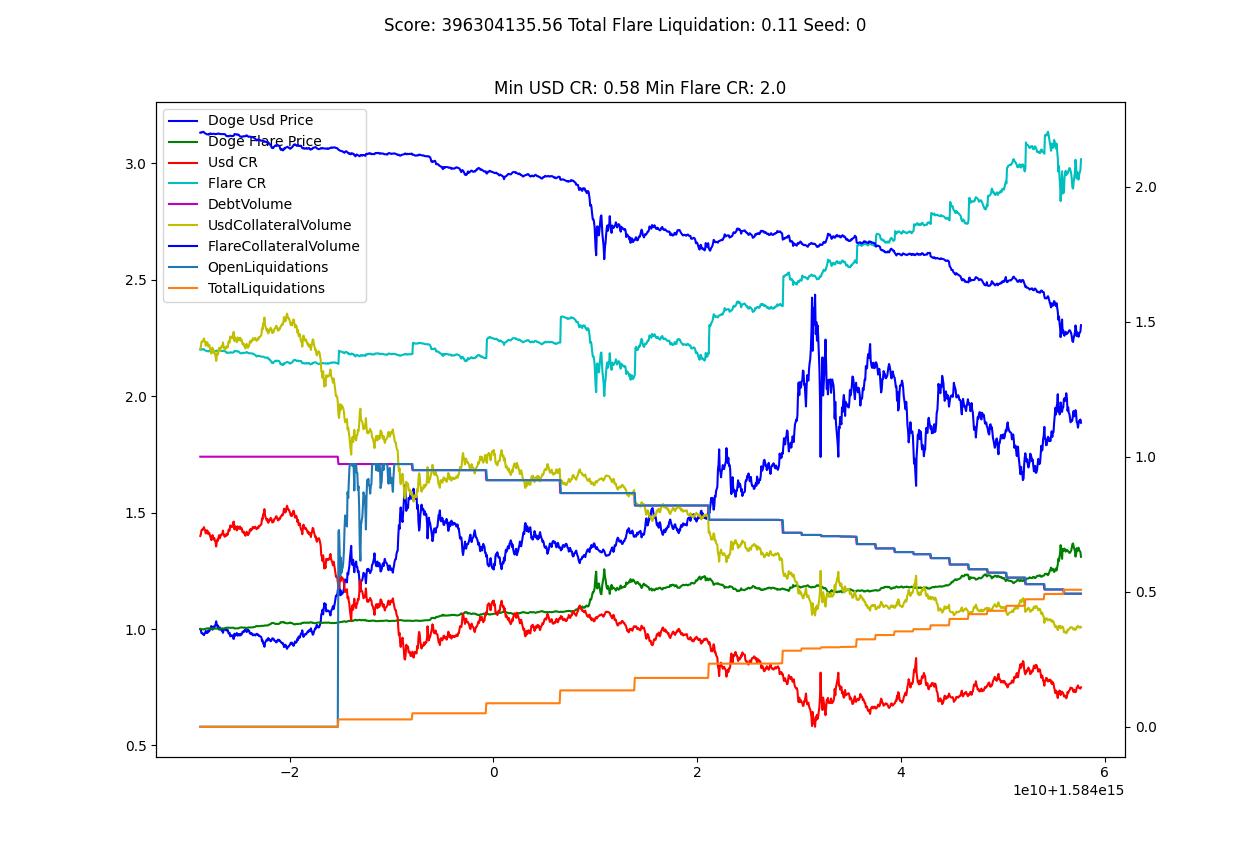 Score: 396304135.56 Total Flare Liquidation: 0.11 Seed: 0
Min USD CR: 0.58 Min Flare CR: 2.0
Doge Usd Price
Doge Flare Price
Usd CR
Flare CR
DebtVolume
UsdCollateralVolume
FlareCollateralVolume
OpenLiquidations
TotalLiquidations
3.0
2.5
2.0
1.5
1.0
0.5
2.0
1.5
1.0
0.5
0.0
−2
0
2
4
6
1e10+1.584e15